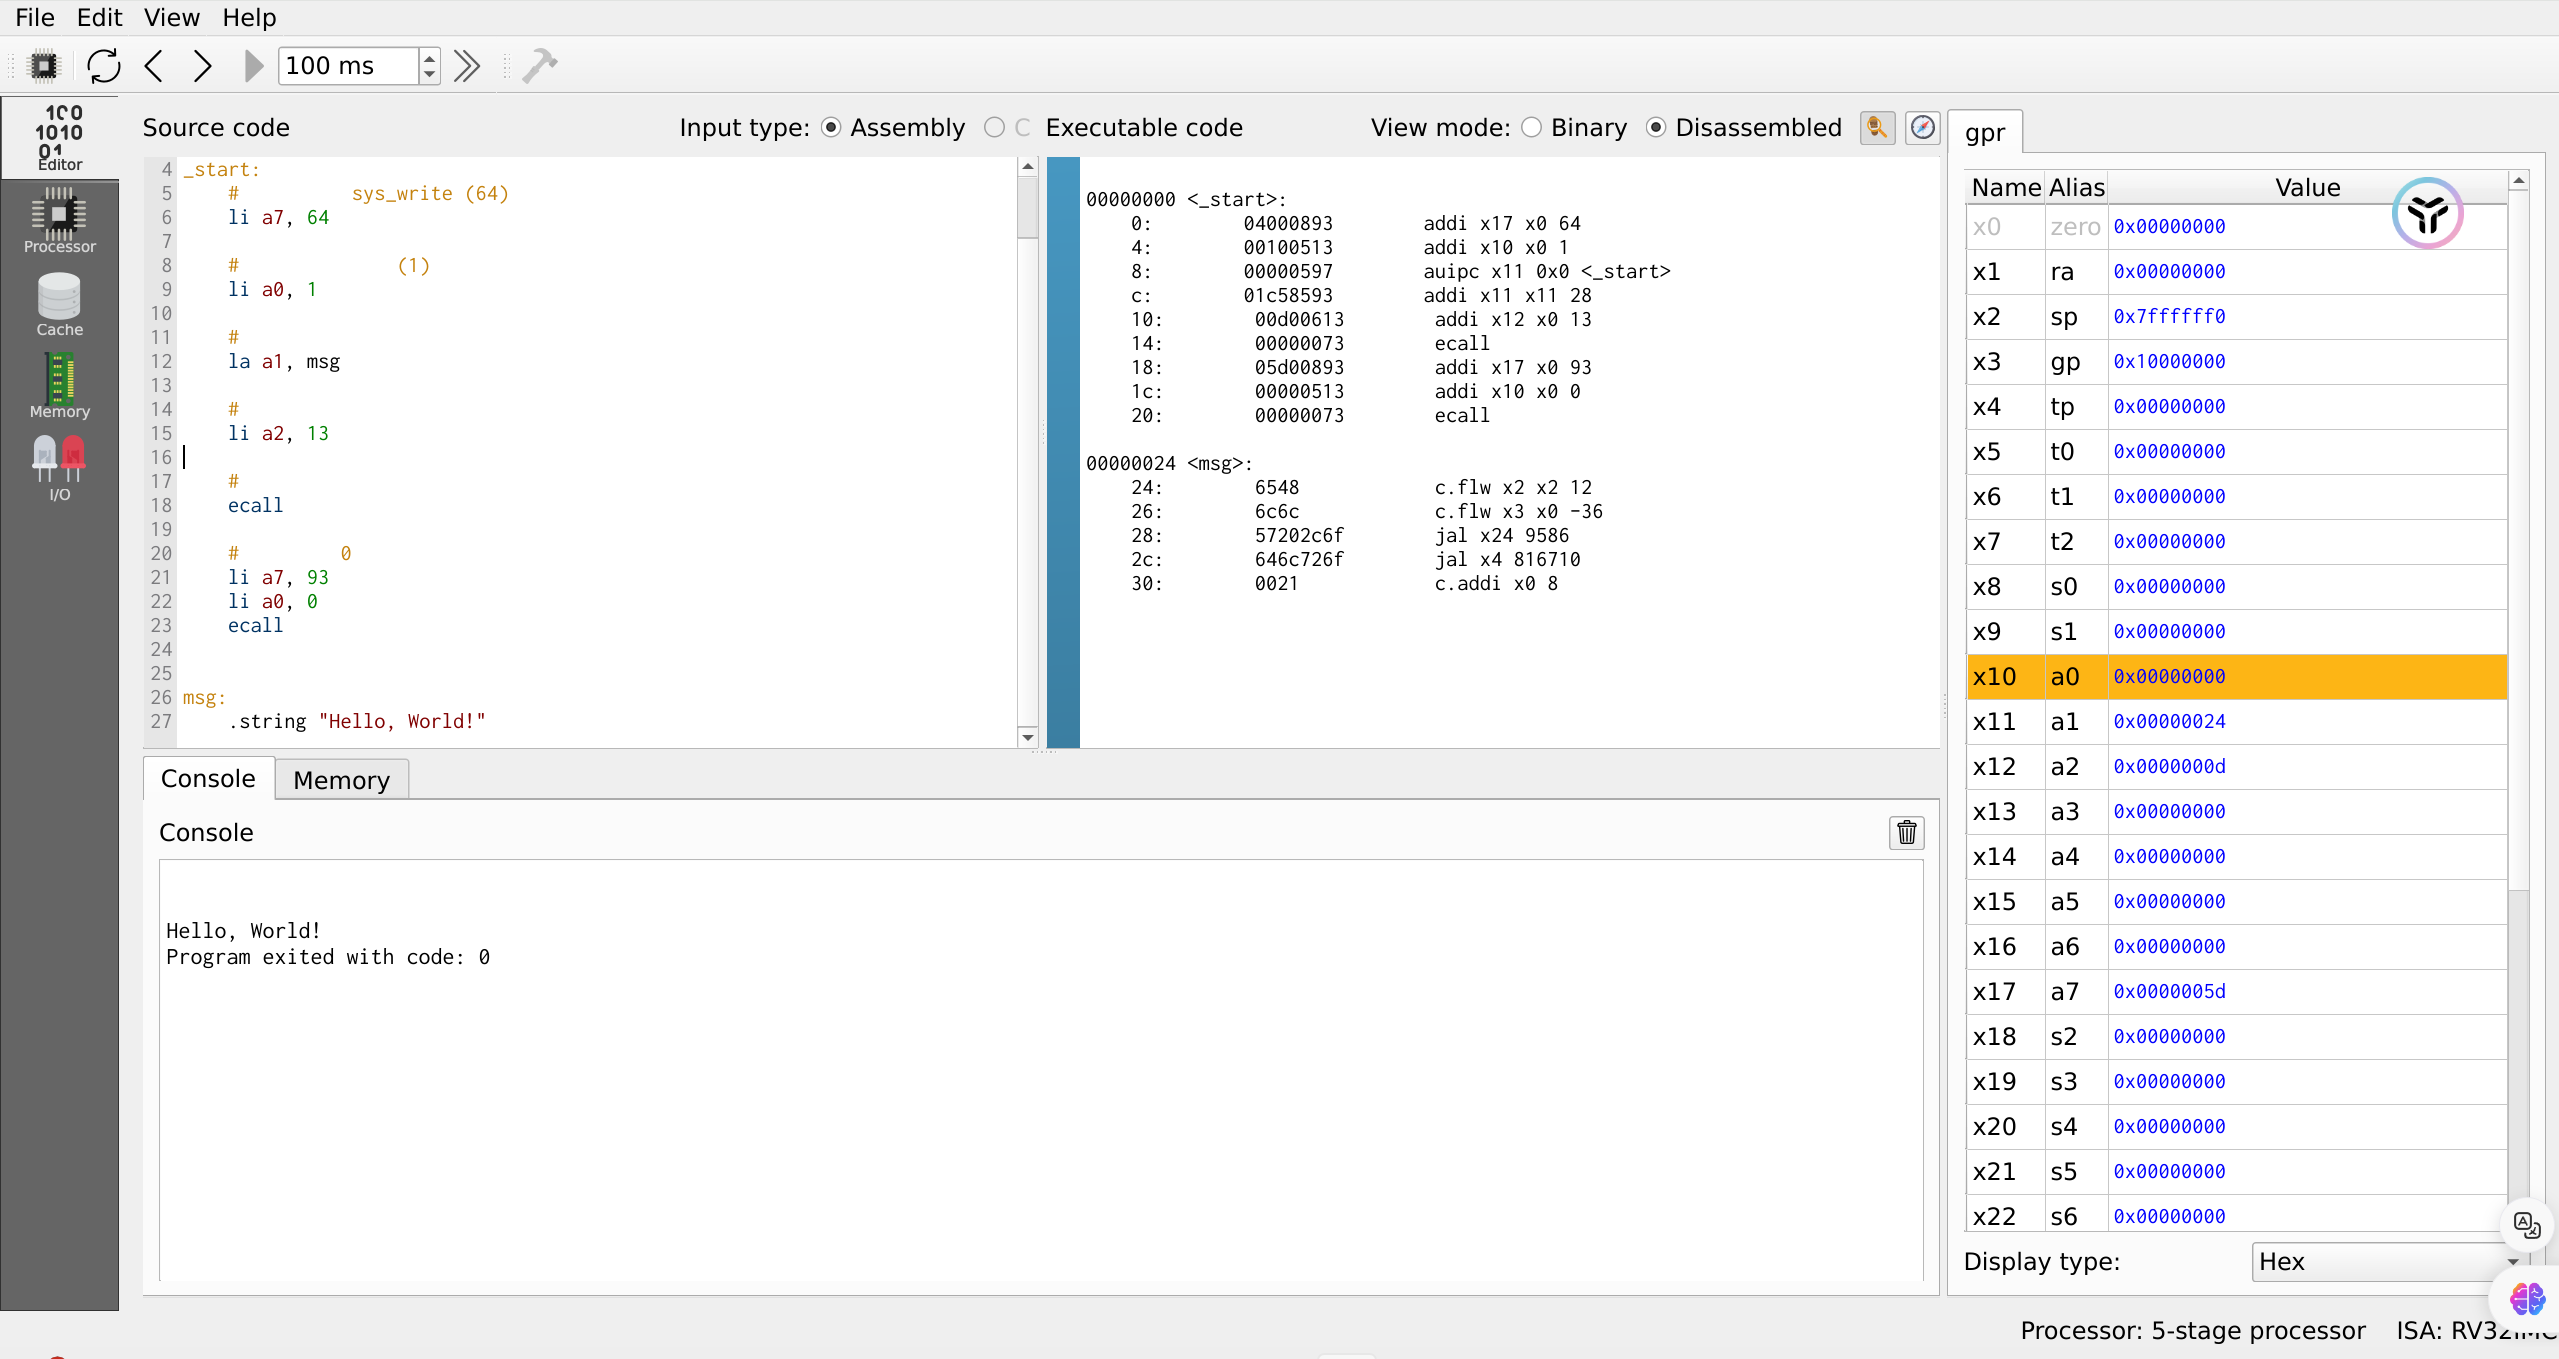 File Edit View Help
100 ms
Editor
Processor
Cache
Memory
I/O
Source code Input type: Assembly C
4 _start:
5 # sys_write (64)
6 li a7, 64
7
8 # (1)
9 li a0, 1
10
11 #
12 la a1, msg
13
14 #
15 li a2, 13
16
17 #
18 ecall
19
20 # 0
21 li a7, 93
22 li a0, 0
23 ecall
24
25
26 msg:
27 .string "Hello, World!"
Executable code View mode: Binary Disassembled
00000000 <_start>:
0: 04000893 addi x17 x0 64
4: 00100513 addi x10 x0 1
8: 00000597 auipc x11 0x0 <_start>
c: 01c58593 addi x11 x11 28
10: 00d00613 addi x12 x0 13
14: 00000073 ecall
18: 05d00893 addi x17 x0 93
1c: 00000513 addi x10 x0 0
20: 00000073 ecall
00000024 <msg>:
24: 6548 c.flw x2 x2 12
26: 6c6c c.flw x3 x0 -36
28: 57202c6f jal x24 9586
2c: 646c726f jal x4 816710
30: 0021 c.addi x0 8
Console Memory
Console
Hello, World!
Program exited with code: 0
gpr
Name Alias Value
x0 zero 0x00000000
x1 ra 0x00000000
x2 sp 0x7ffffff0
x3 gp 0x10000000
x4 tp 0x00000000
x5 t0 0x00000000
x6 t1 0x00000000
x7 t2 0x00000000
x8 s0 0x00000000
x9 s1 0x00000000
x10 a0 0x00000000
x11 a1 0x00000024
x12 a2 0x0000000d
x13 a3 0x00000000
x14 a4 0x00000000
x15 a5 0x00000000
x16 a6 0x00000000
x17 a7 0x0000005d
x18 s2 0x00000000
x19 s3 0x00000000
x20 s4 0x00000000
x21 s5 0x00000000
x22 s6 0x00000000
Display type: Hex
Processor: 5-stage processor ISA: